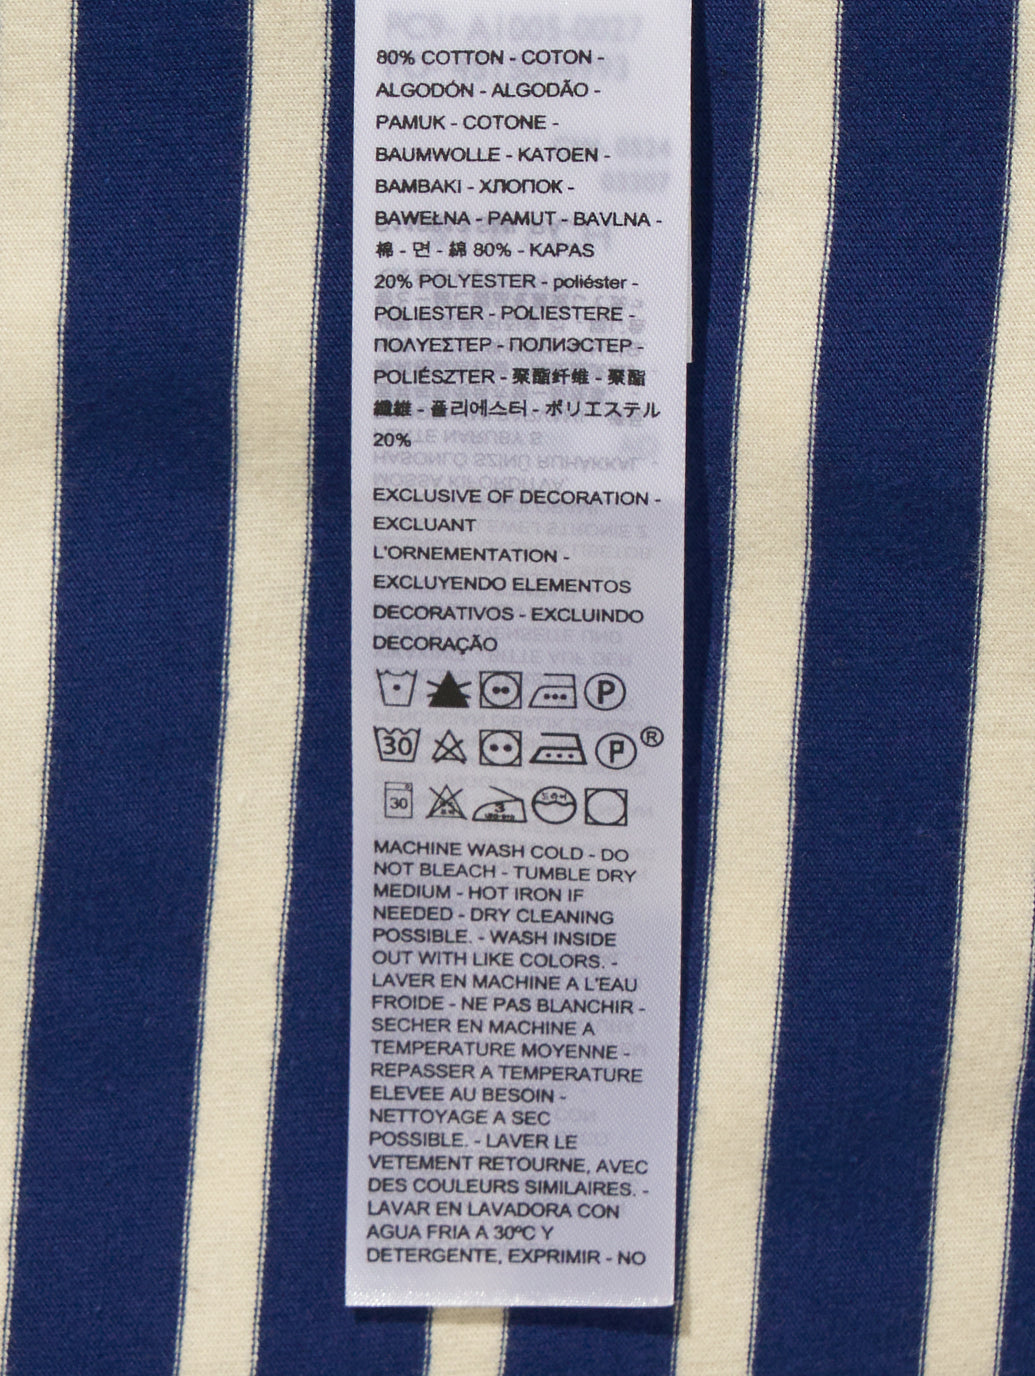 80% COTTON - COTON -
ALGODÓN - ALGODÃO -
PAMUK - COTONE -
BAUMWOLLE - KATOEN -
BAMBAKI - ХЛОПОК -
BAWEŁNA - PAMUT - BAVLNA -
棉 - 면 - 綿 80% - KAPAS
20% POLYESTER - poliéster -
POLIESTER - POLIESTERE -
ΠΟΛΥΕΣΤΕΡ - ПОЛИЭСТЕР -
POLIÉSZTER - 聚酯纤维 - 聚酯
纖維 - 폴리에스터 - ポリエステル
20%
EXCLUSIVE OF DECORATION -
EXCLUANT
L'ORNEMENTATION -
EXCLUYENDO ELEMENTOS
DECORATIVOS - EXCLUINDO
DECORAÇÃO
P
30 P ®
30 3
MACHINE WASH COLD - DO
NOT BLEACH - TUMBLE DRY
MEDIUM - HOT IRON IF
NEEDED - DRY CLEANING
POSSIBLE. - WASH INSIDE
OUT WITH LIKE COLORS. -
LAVER EN MACHINE A L'EAU
FROIDE - NE PAS BLANCHIR -
SECHER EN MACHINE A
TEMPERATURE MOYENNE -
REPASSER A TEMPERATURE
ELEVEE AU BESOIN -
NETTOYAGE A SEC
POSSIBLE. - LAVER LE
VETEMENT RETOURNE, AVEC
DES COULEURS SIMILAIRES. -
LAVAR EN LAVADORA CON
AGUA FRIA A 30ºC Y
DETERGENTE, EXPRIMIR - NO